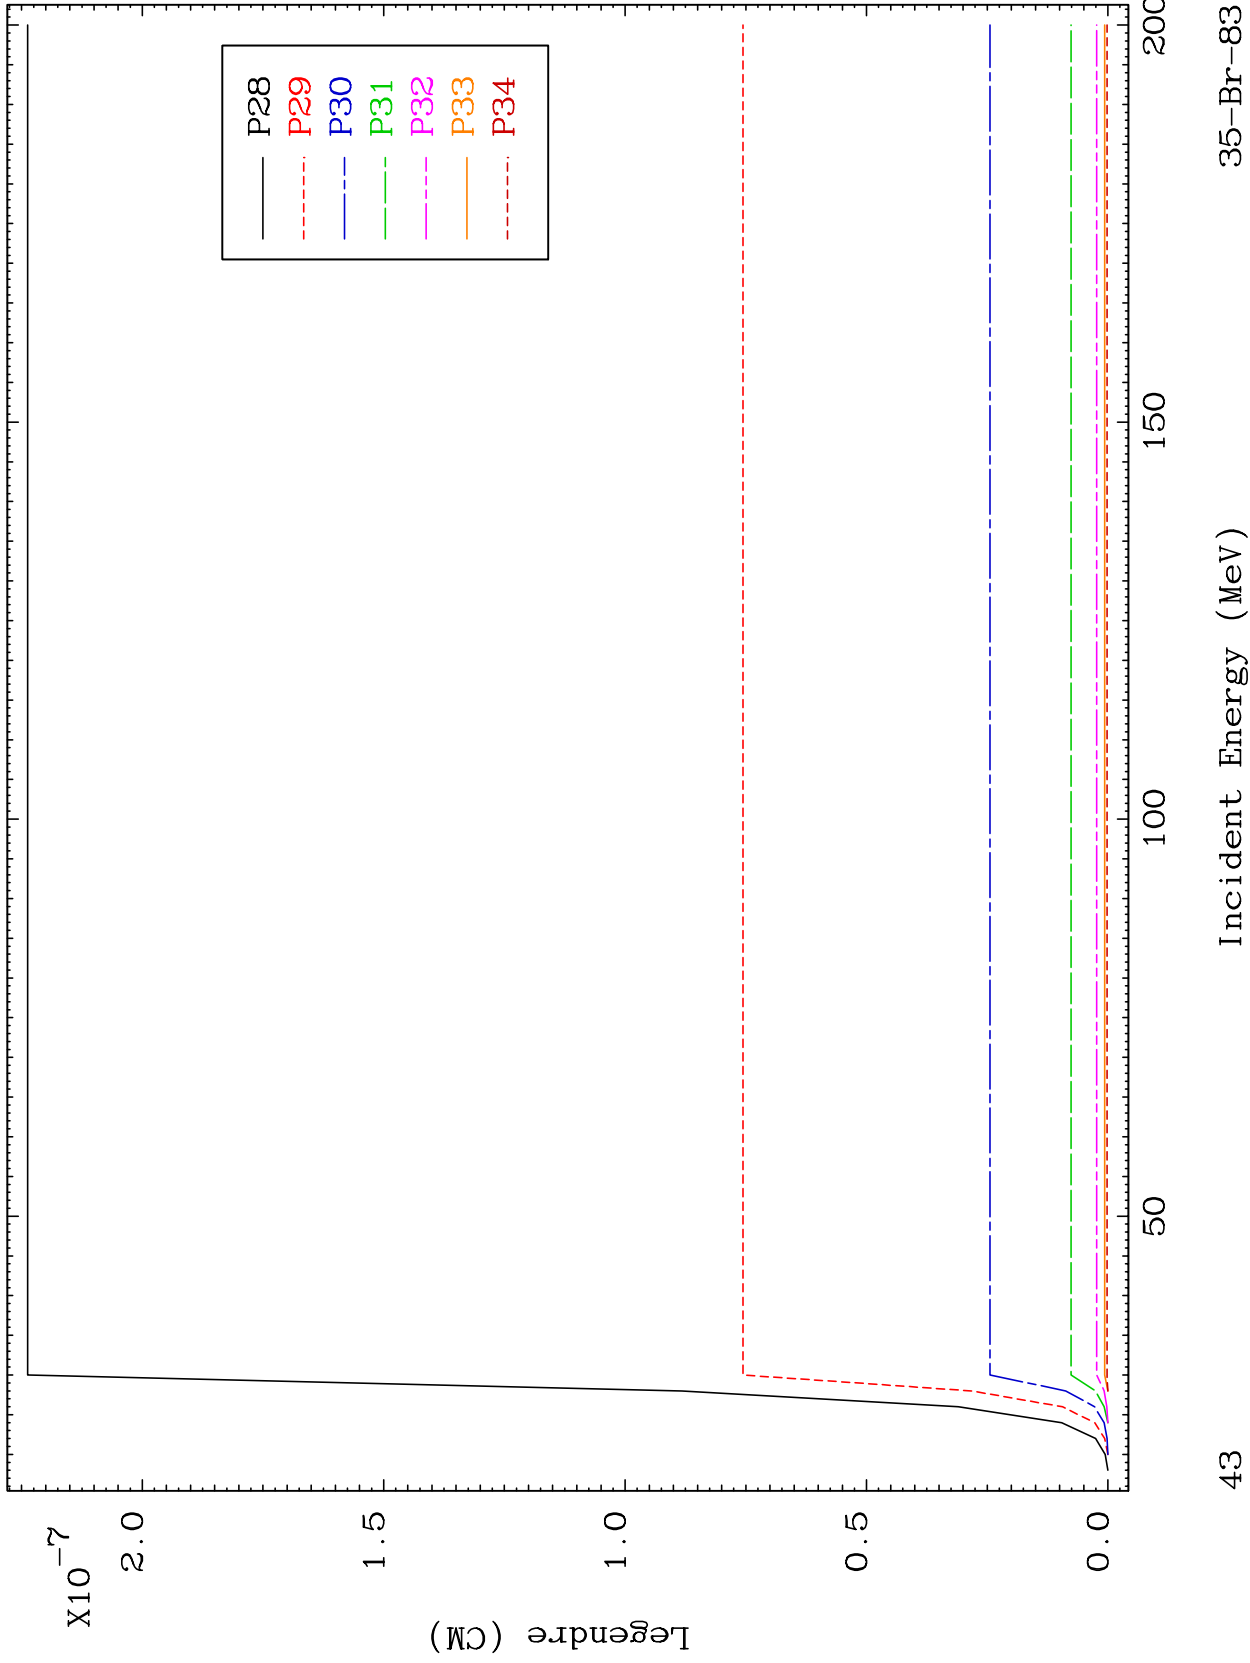 X10-7
2.0
1.5
1.0
0.5
0.0
Legendre (CM)
P28
P29
P30
P31
P32
P33
P34
50
100
150
200
Incident Energy (MeV)
43
35-Br-83